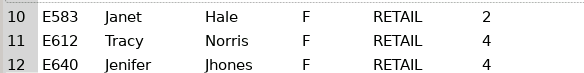 10 E583 Janet Hale F RETAIL 2
11 E612 Tracy Norris F RETAIL 4
12 E640 Jenifer Jhones F RETAIL 4